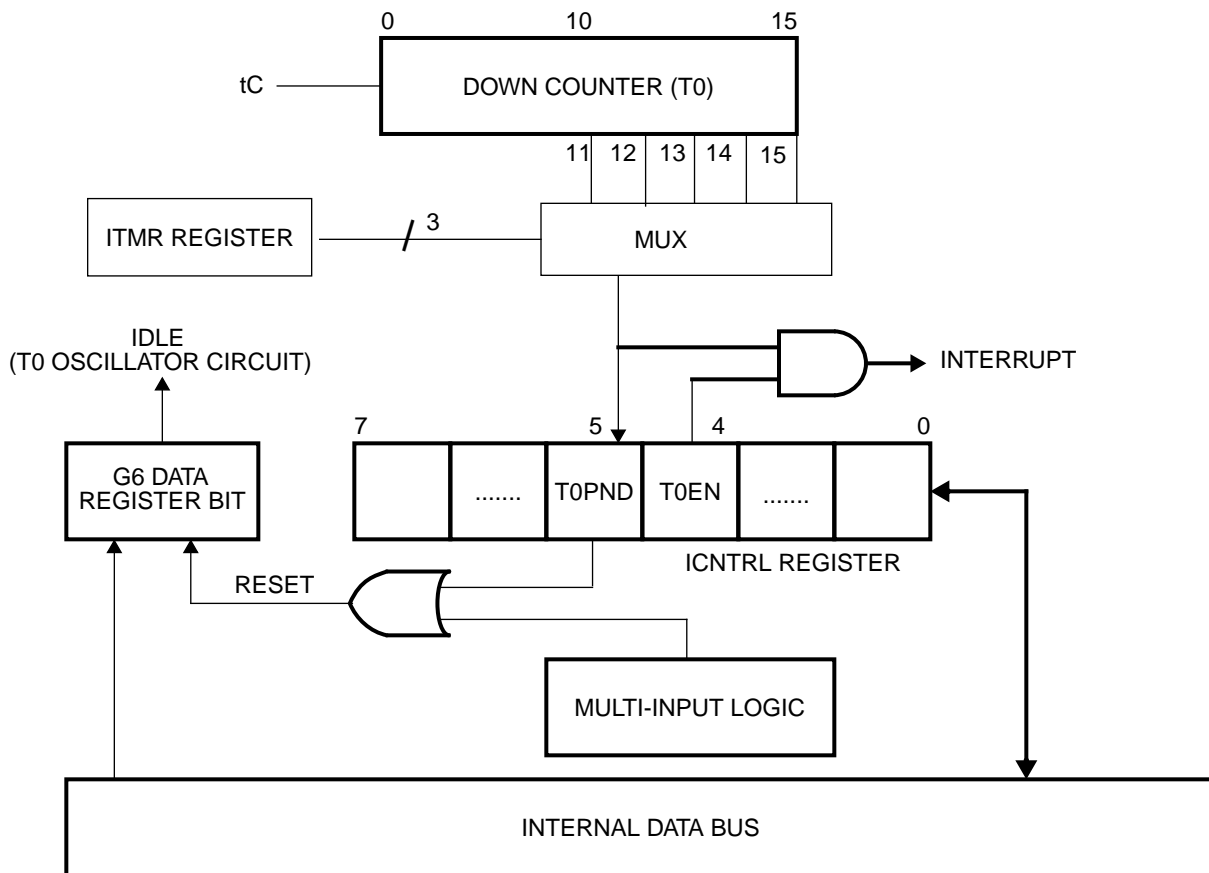 0 10 15
tC
DOWN COUNTER (T0)
11 12 13 14 15
ITMR REGISTER
3
MUX
IDLE
(T0 OSCILLATOR CIRCUIT)
INTERRUPT
7 5 4 0
G6 DATA
REGISTER BIT
....... T0PND T0EN .......
ICNTRL REGISTER
RESET
MULTI-INPUT LOGIC
INTERNAL DATA BUS